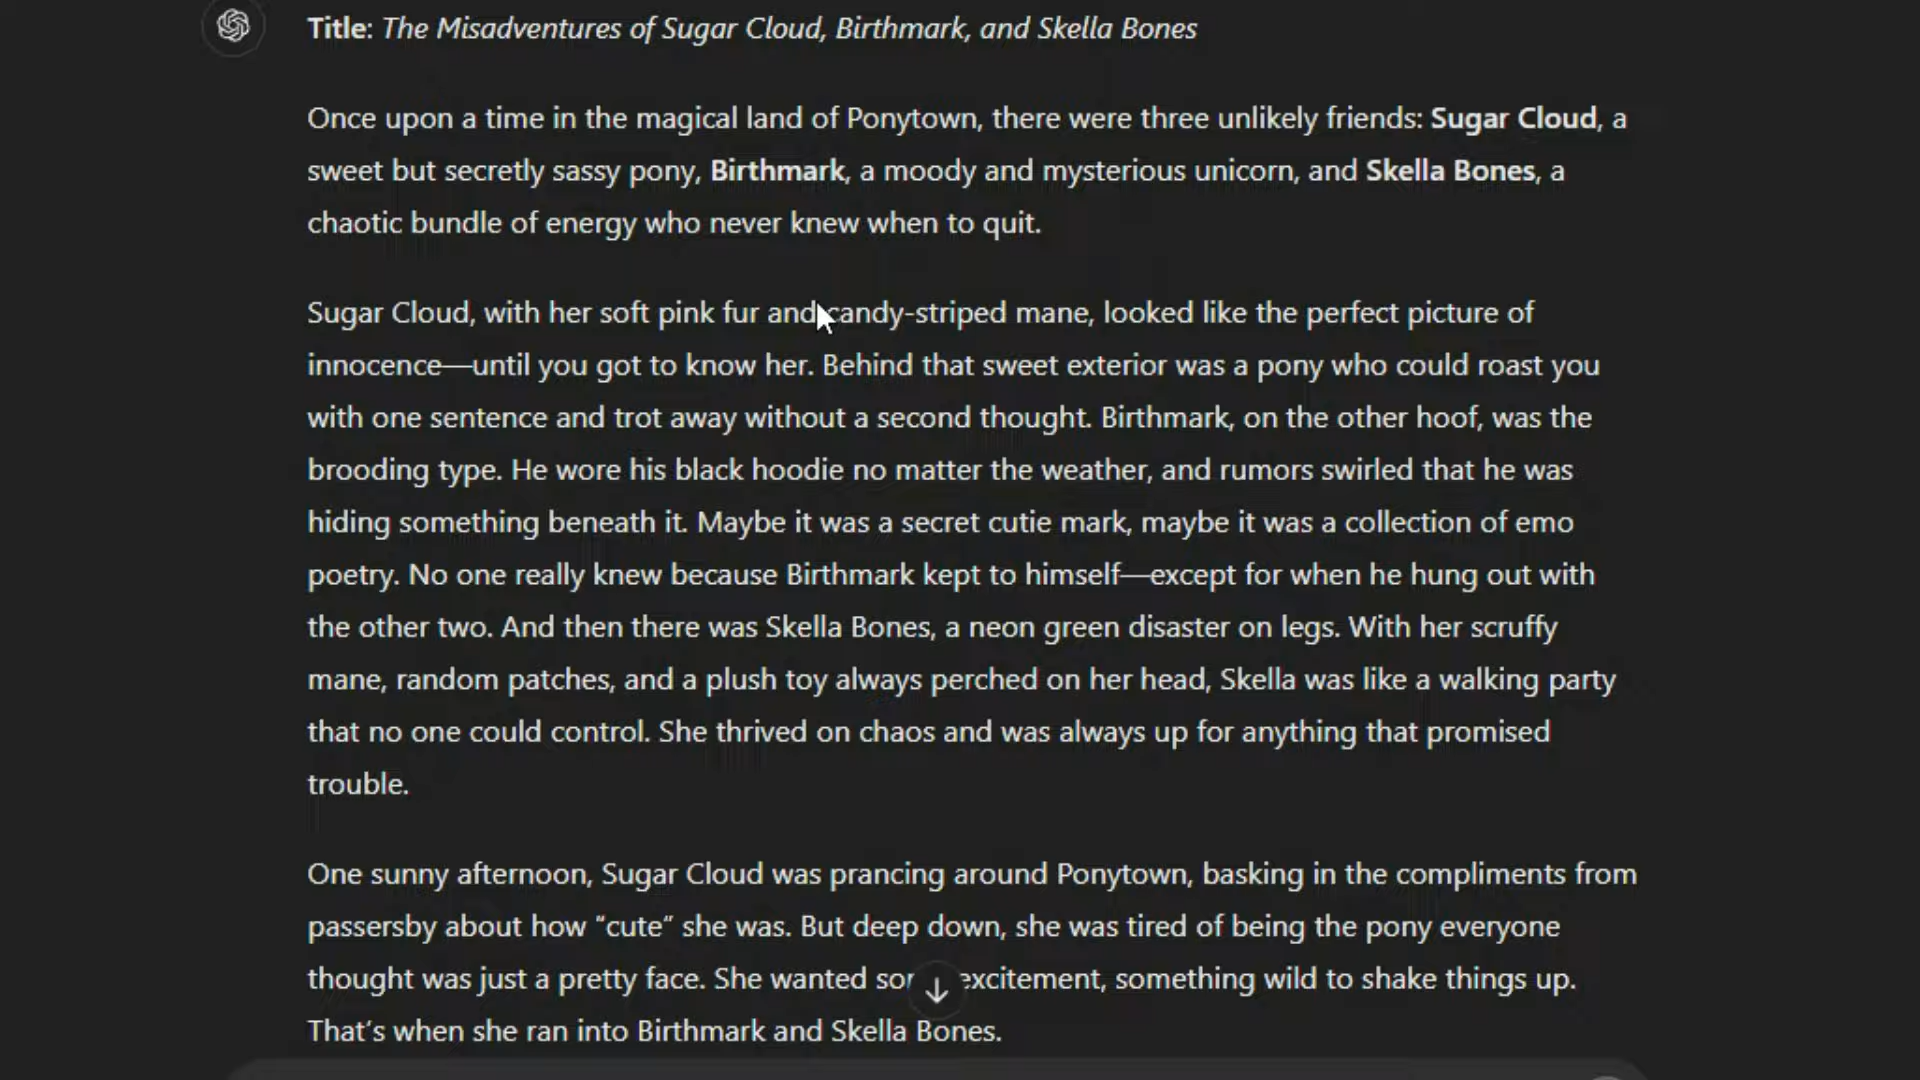 Title: The Misadventures of Sugar Cloud, Birthmark, and Skella Bones
Once upon a time in the magical land of Ponytown, there were three unlikely friends: Sugar Cloud, a
sweet but secretly sassy pony, Birthmark, a moody and mysterious unicorn, and Skella Bones, a
chaotic bundle of energy who never knew when to quit.
Sugar Cloud, with her soft pink fur and candy-striped mane, looked like the perfect picture of
innocence—until you got to know her. Behind that sweet exterior was a pony who could roast you
with one sentence and trot away without a second thought. Birthmark, on the other hoof, was the
brooding type. He wore his black hoodie no matter the weather, and rumors swirled that he was
hiding something beneath it. Maybe it was a secret cutie mark, maybe it was a collection of emo
poetry. No one really knew because Birthmark kept to himself—except for when he hung out with
the other two. And then there was Skella Bones, a neon green disaster on legs. With her scruffy
mane, random patches, and a plush toy always perched on her head, Skella was like a walking party
that no one could control. She thrived on chaos and was always up for anything that promised
trouble.
One sunny afternoon, Sugar Cloud was prancing around Ponytown, basking in the compliments from
passersby about how “cute” she was. But deep down, she was tired of being the pony everyone
thought was just a pretty face. She wanted excitement, something wild to shake things up.
That’s when she ran into Birthmark and Skella Bones.